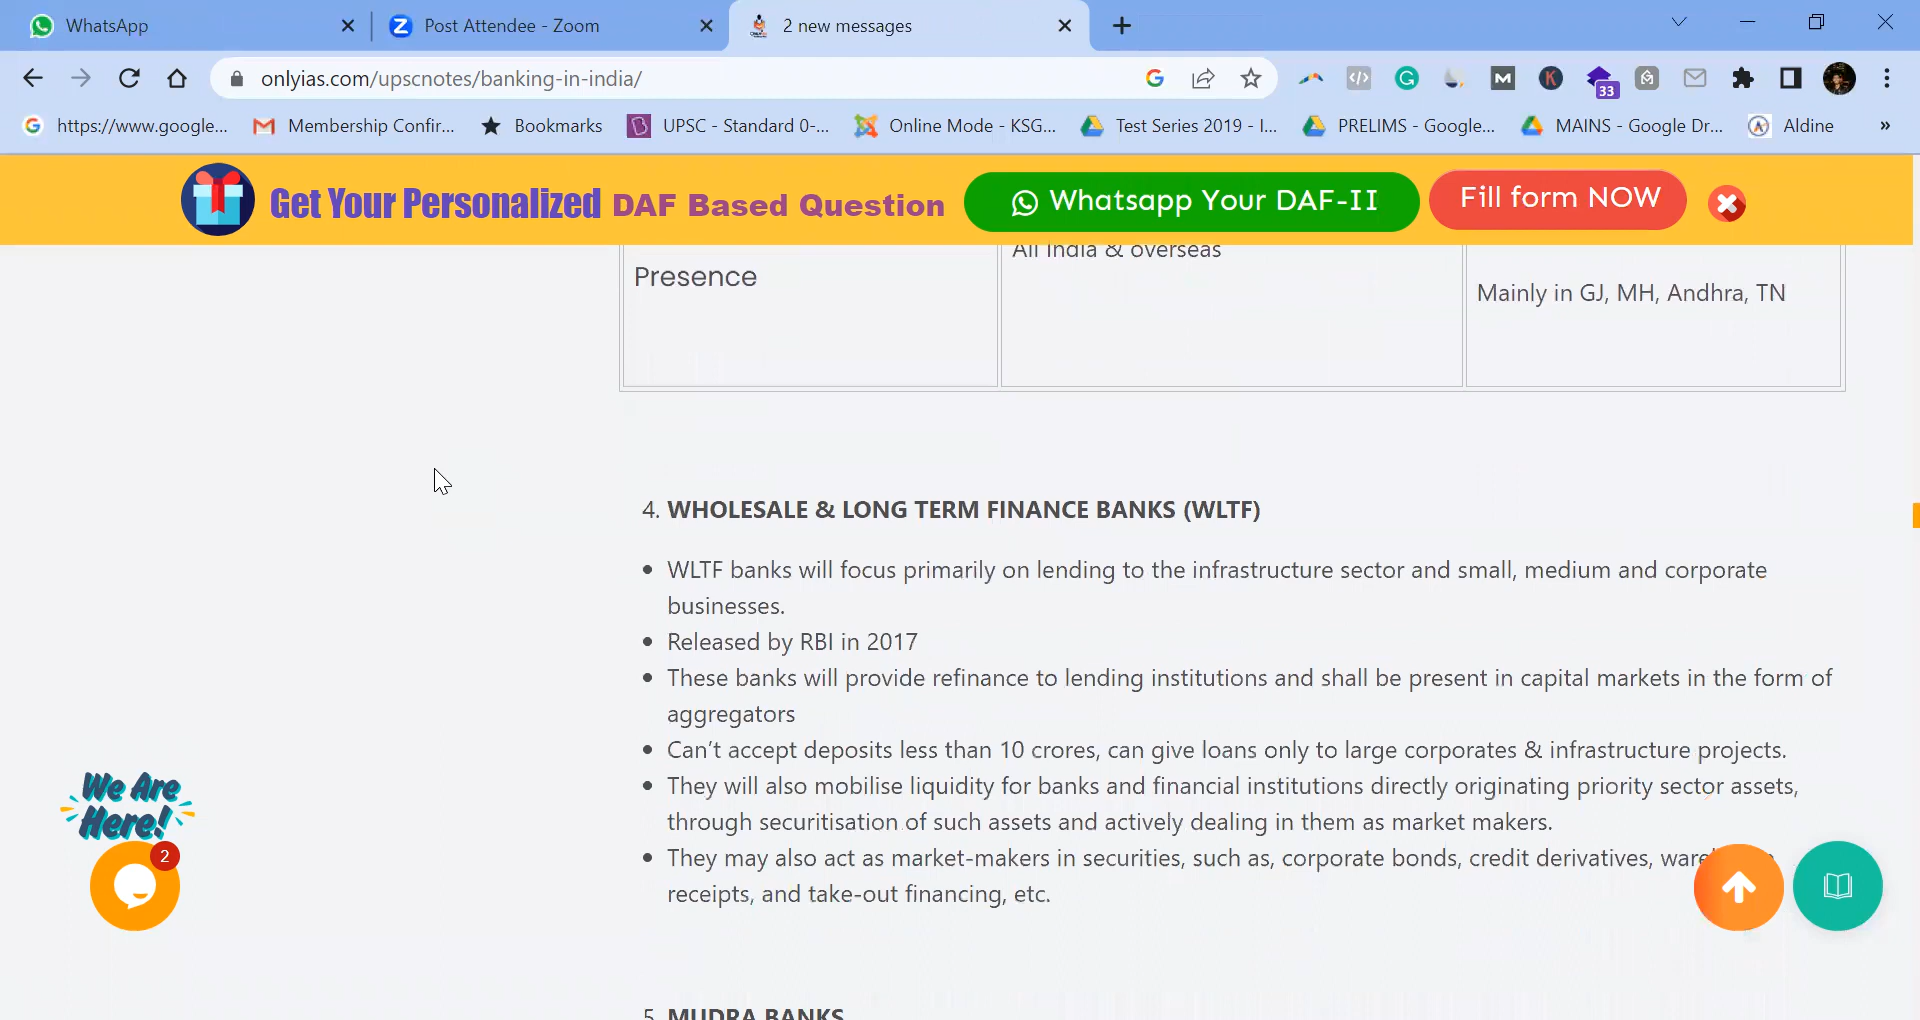 WhatsApp
Post Attendee - Zoom
2 new messages
onlyias.com/upscnotes/banking-in-india/
33
https://www.google...
Membership Confir...
Bookmarks
UPSC - Standard 0-...
Online Mode - KSG...
Test Series 2019 - I...
PRELIMS - Google...
MAINS - Google Dr...
Aldine
»
Get Your Personalized DAF Based Question
Whatsapp Your DAF-II
Fill form NOW
Presence
All India & overseas
Mainly in GJ, MH, Andhra, TN
4. WHOLESALE & LONG TERM FINANCE BANKS (WLTF)
• WLTF banks will focus primarily on lending to the infrastructure sector and small, medium and corporate
businesses.
• Released by RBI in 2017
• These banks will provide refinance to lending institutions and shall be present in capital markets in the form of
aggregators
• Can't accept deposits less than 10 crores, can give loans only to large corporates & infrastructure projects.
• They will also mobilise liquidity for banks and financial institutions directly originating priority sector assets,
through securitisation of such assets and actively dealing in them as market makers.
• They may also act as market-makers in securities, such as, corporate bonds, credit derivatives,
receipts, and take-out financing, etc.
We Are
Here!
2
5. MUDRA BANKS